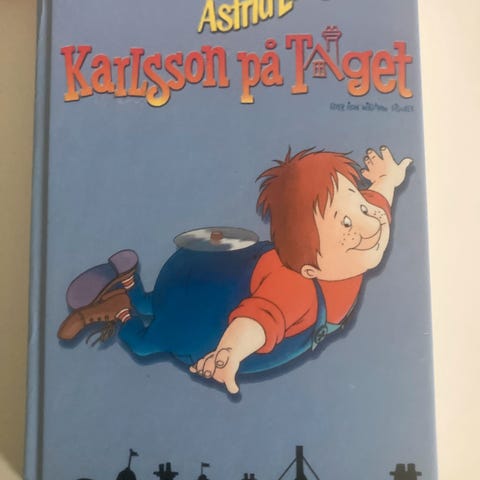 Astrid L
Karlsson på Taget